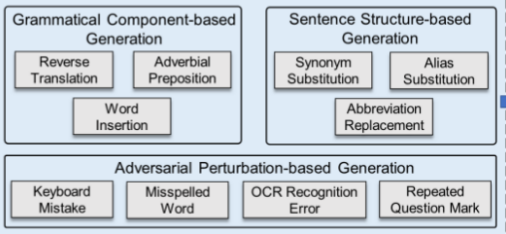 Grammatical Component-based
Generation
Reverse
Translation
Adverbial
Preposition
Word
Insertion
Sentence Structure-based
Generation
Synonym
Substitution
Alias
Substitution
Abbreviation
Replacement
Adversarial Perturbation-based Generation
Keyboard
Mistake
Misspelled
Word
OCR Recognition
Error
Repeated
Question Mark